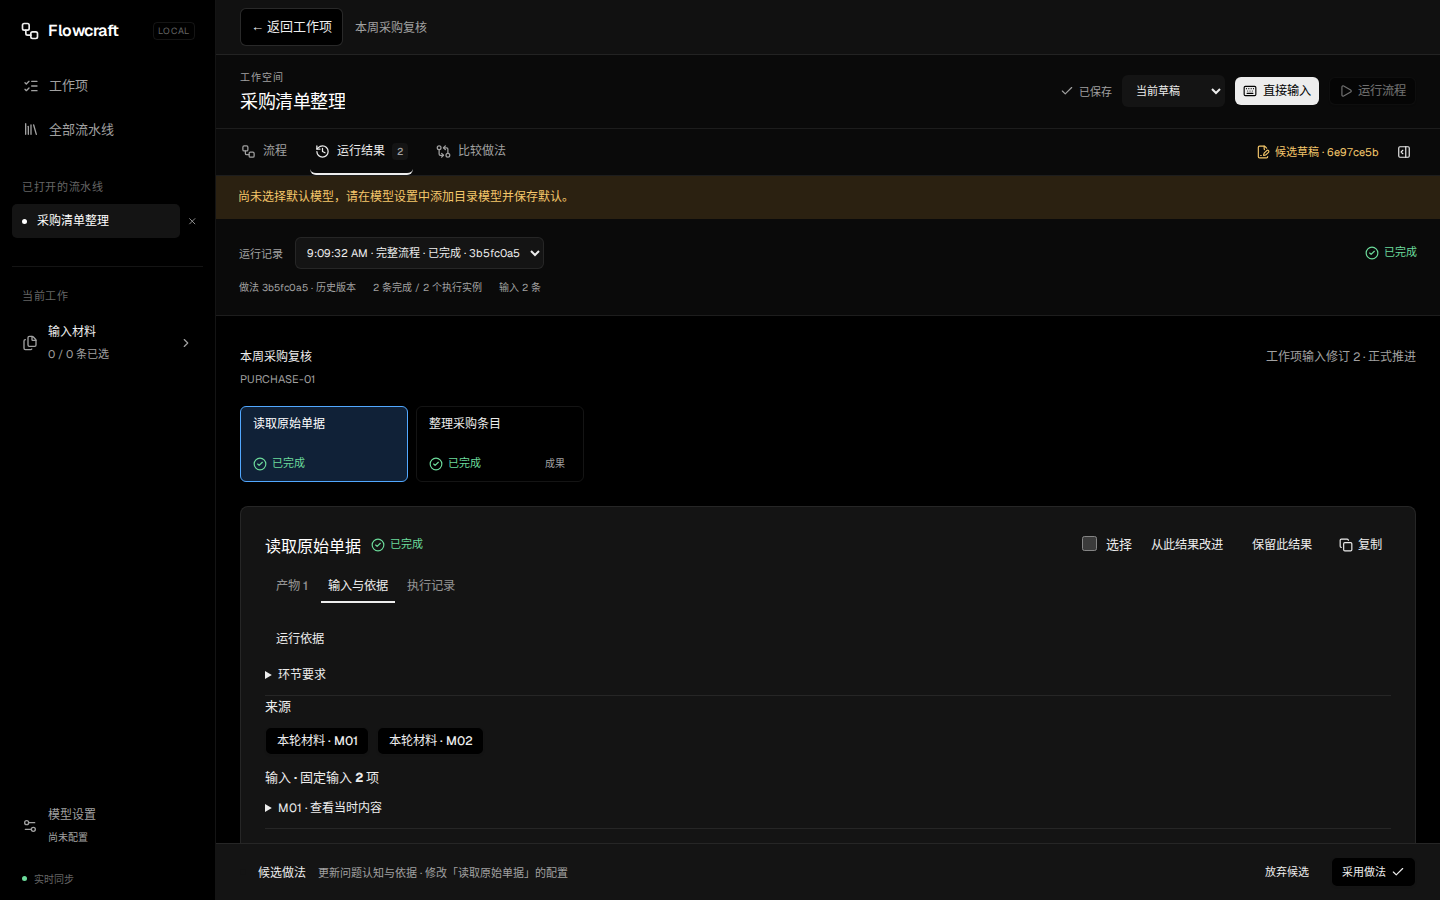 Flowcraft LOCAL
工作项
全部流水线
已打开的流水线
采购清单整理
当前工作
输入材料
0 / 0 条已选
模型设置
尚未配置
实时同步
← 返回工作项 本周采购复核
工作空间
采购清单整理
已保存 当前草稿 直接输入 运行流程
流程 运行结果 2 比较做法 候选草稿 · 6e97ce5b
尚未选择默认模型，请在模型设置中添加目录模型并保存默认。
运行记录 9:09:32 AM · 完整流程 · 已完成 · 3b5fc0a5 已完成
做法 3b5fc0a5 · 历史版本 2 条完成 / 2 个执行实例 输入 2 条
本周采购复核 工作项输入修订 2 · 正式推进
PURCHASE-01
读取原始单据 整理采购条目
已完成 已完成 成果
读取原始单据 已完成 选择 从此结果改进 保留此结果 复制
产物 1 输入与依据 执行记录
运行依据
环节要求
来源
本轮材料 · M01 本轮材料 · M02
输入 · 固定输入 2 项
M01 · 查看当时内容
候选做法 更新问题认知与依据 · 修改「读取原始单据」的配置 放弃候选 采用做法